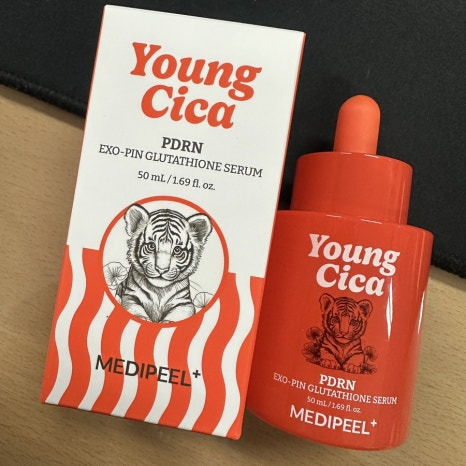 Young
Cica
PDRN
EXO-PIN GLUTATHIONE SERUM
50 mL / 1.69 fl. oz.
MEDIPEEL+
Young
Cica
PDRN
EXO-PIN GLUTATHIONE SERUM
50 mL / 1.69 fl. oz.
MEDIPEEL+